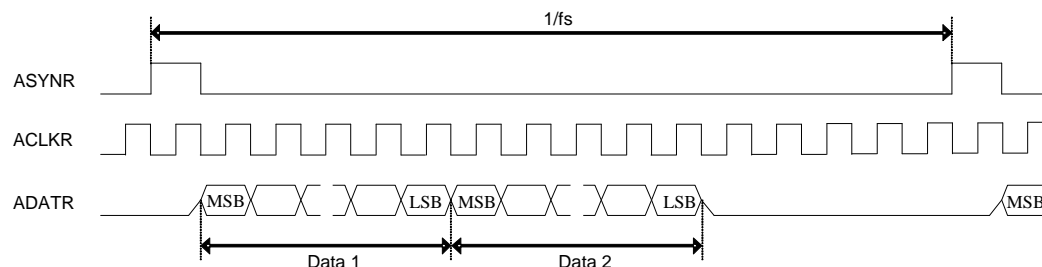 1/fs
ASYNR
ACLKR
ADATR MSB LSB MSB LSB MSB
Data 1 Data 2